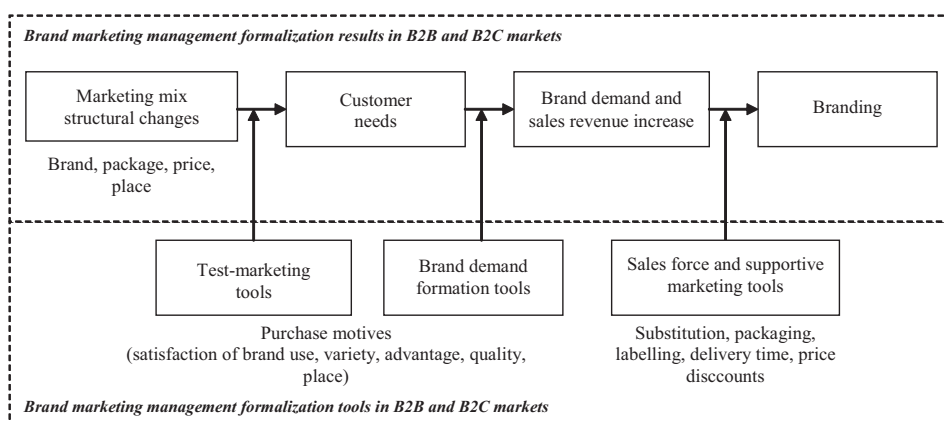 Brand marketing management formalization results in B2B and B2C markets
Marketing mix
structural changes
Customer
needs
Brand demand and
sales revenue increase
Branding
Brand, package, price,
place
Test-marketing
tools
Brand demand
formation tools
Sales force and supportive
marketing tools
Purchase motives
(satisfaction of brand use, variety, advantage, quality,
place)
Substitution, packaging,
labelling, delivery time, price
disccounts
Brand marketing management formalization tools in B2B and B2C markets